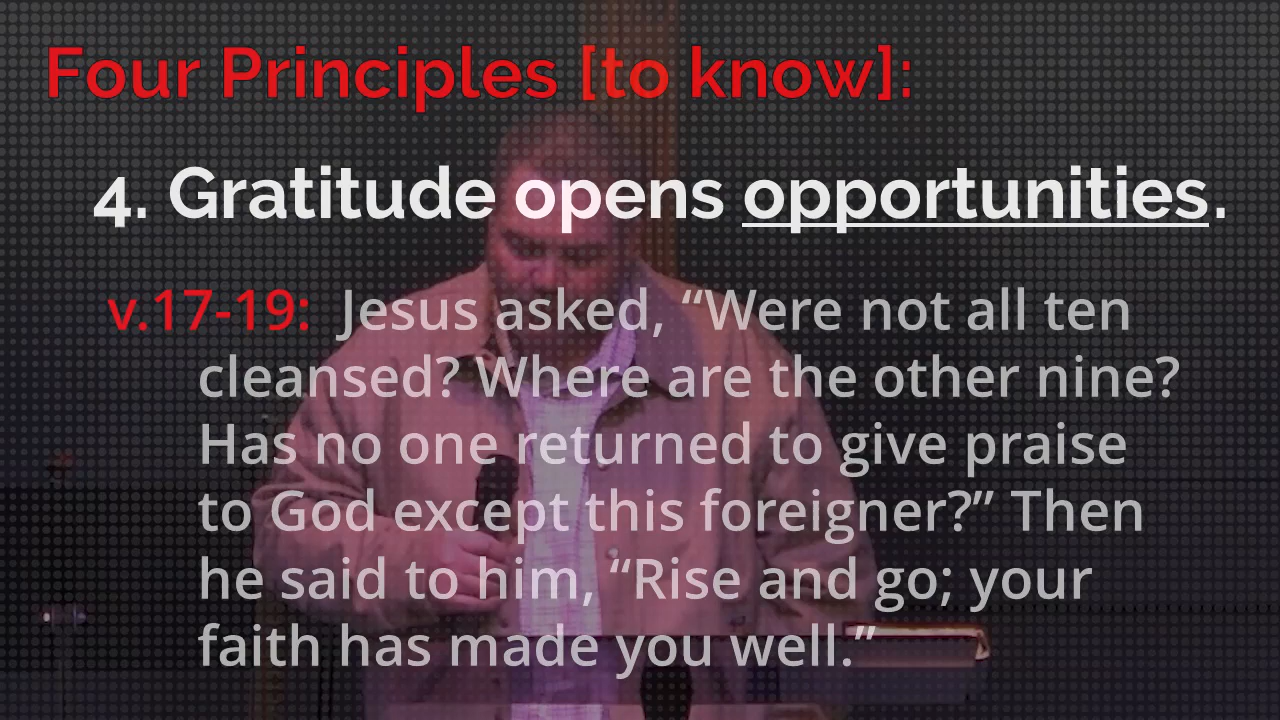 Four Principles [to know]:
4. Gratitude opens opportunities.
v.17-19: Jesus asked, “Were not all ten
cleansed? Where are the other nine?
Has no one returned to give praise
to God except this foreigner?” Then
he said to him, “Rise and go; your
faith has made you well.”